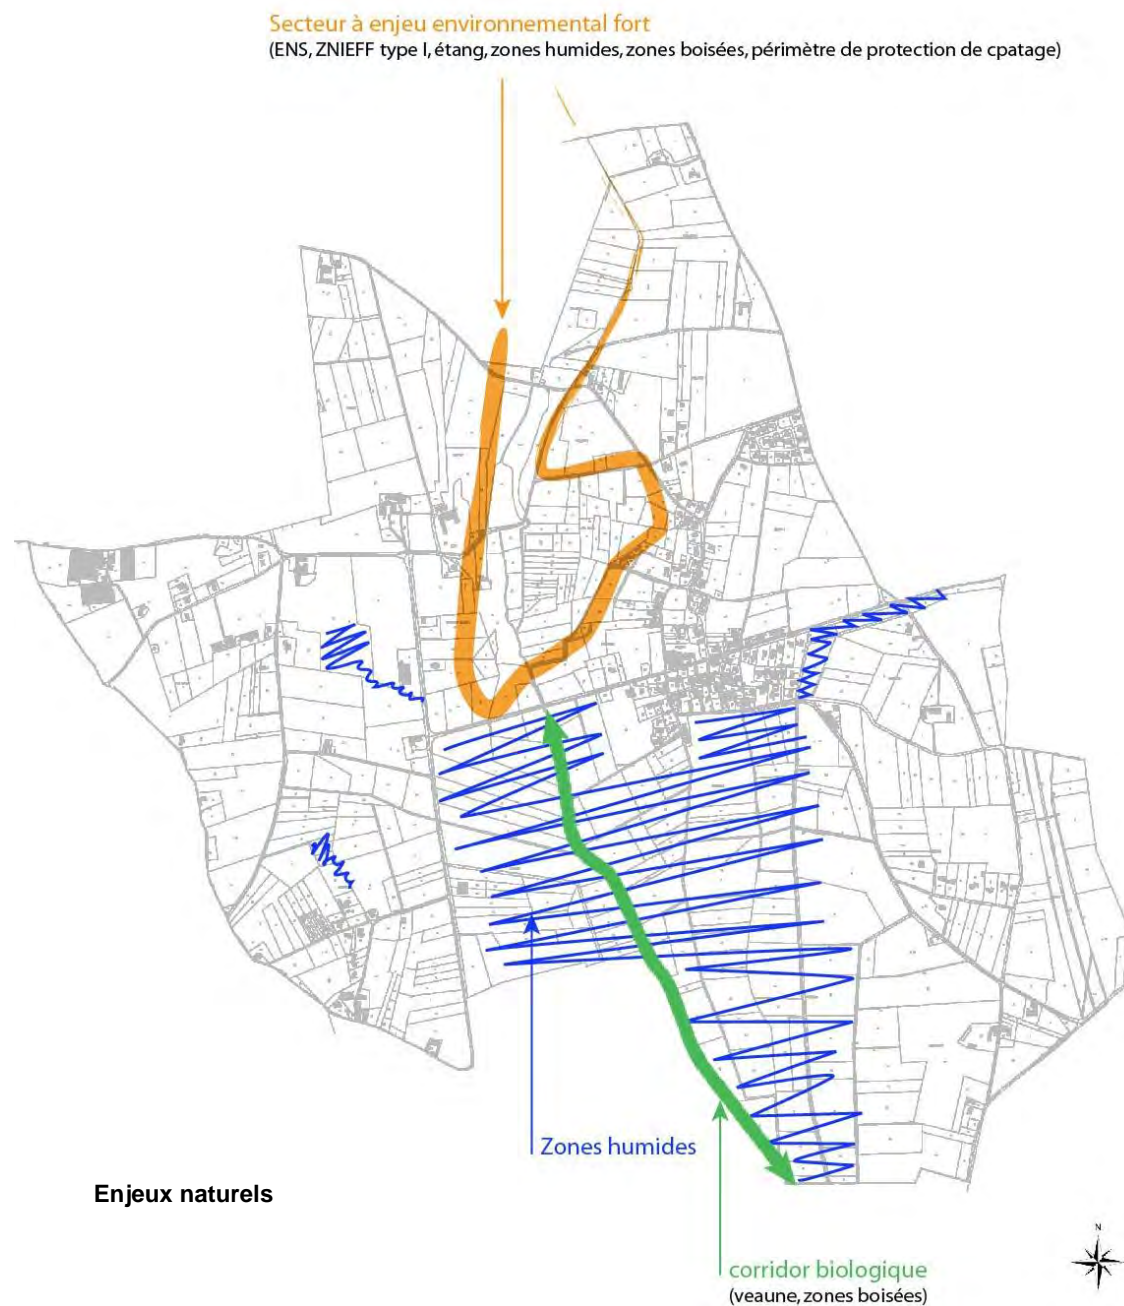 Secteur à enjeu environnemental fort
(ENS, ZNIEFF type I, étang, zones humides, zones boisées, périmètre de protection de cpatage)
Zones humides
Enjeux naturels
N
corridor biologique
(veaune, zones boisées)